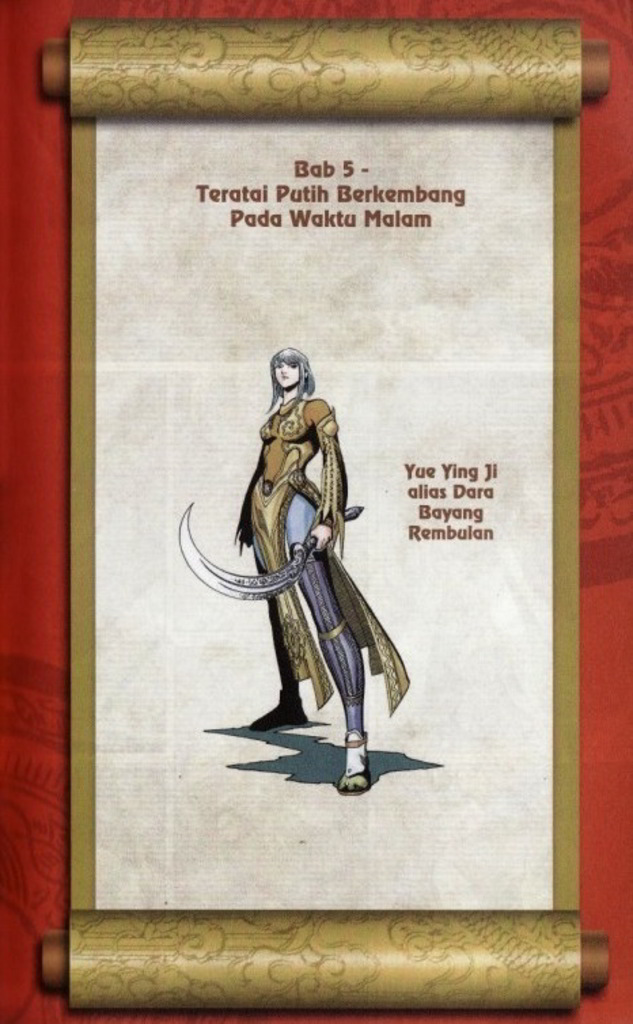 Bab 5 -
Teratai Putih Berkembang
Pada Waktu Malam
Yue Ying Ji
alias Dara
Bayang
Rembulan